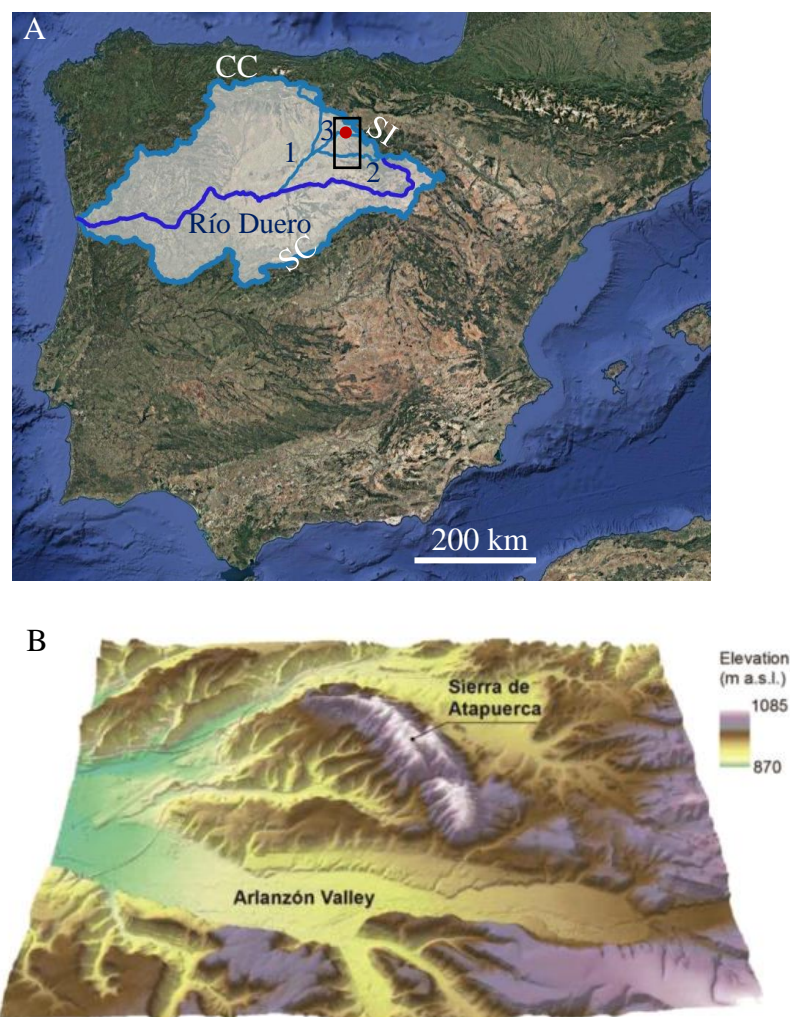 A
CC
SI
3
1
2
Río Duero
SC
200 km
B
Elevation
(m a.s.l.)
1085
870
Sierra de
Atapuerca
Arlanzón Valley